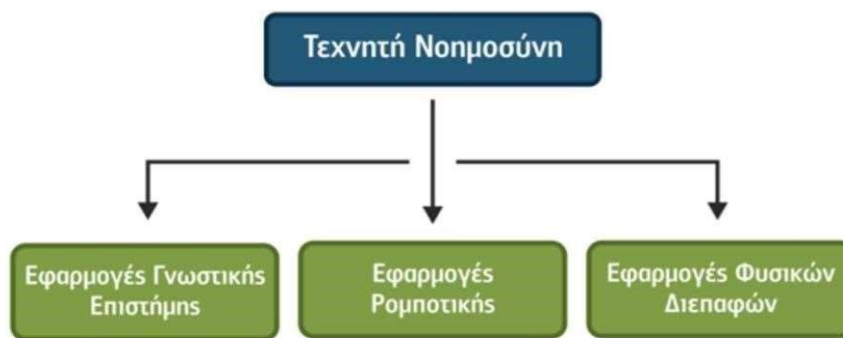 Τεχνητή Νοημοσύνη
Εφαρμογές Γνωστικής
Επιστήμης
Εφαρμογές
Ρομποτικής
Εφαρμογές Φυσικών
Διεπαφών